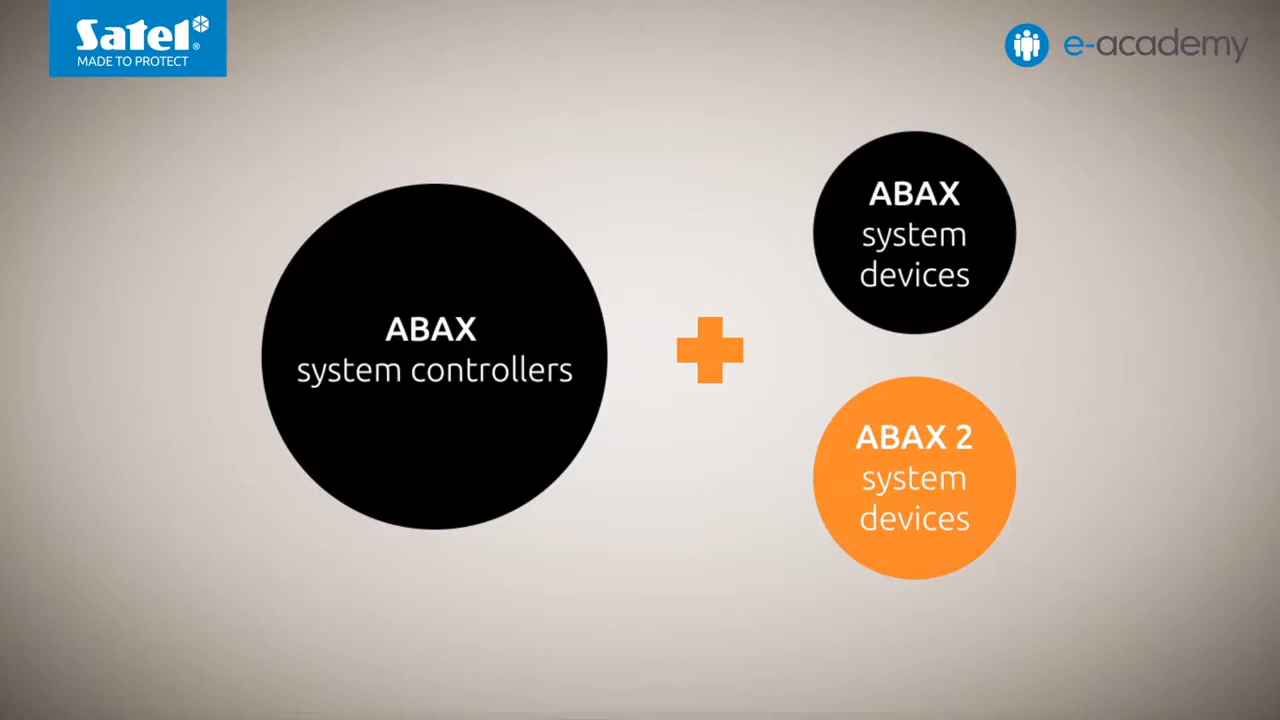 Satel®
MADE TO PROTECT
e-academy
ABAX
system controllers
ABAX
system
devices
ABAX 2
system
devices